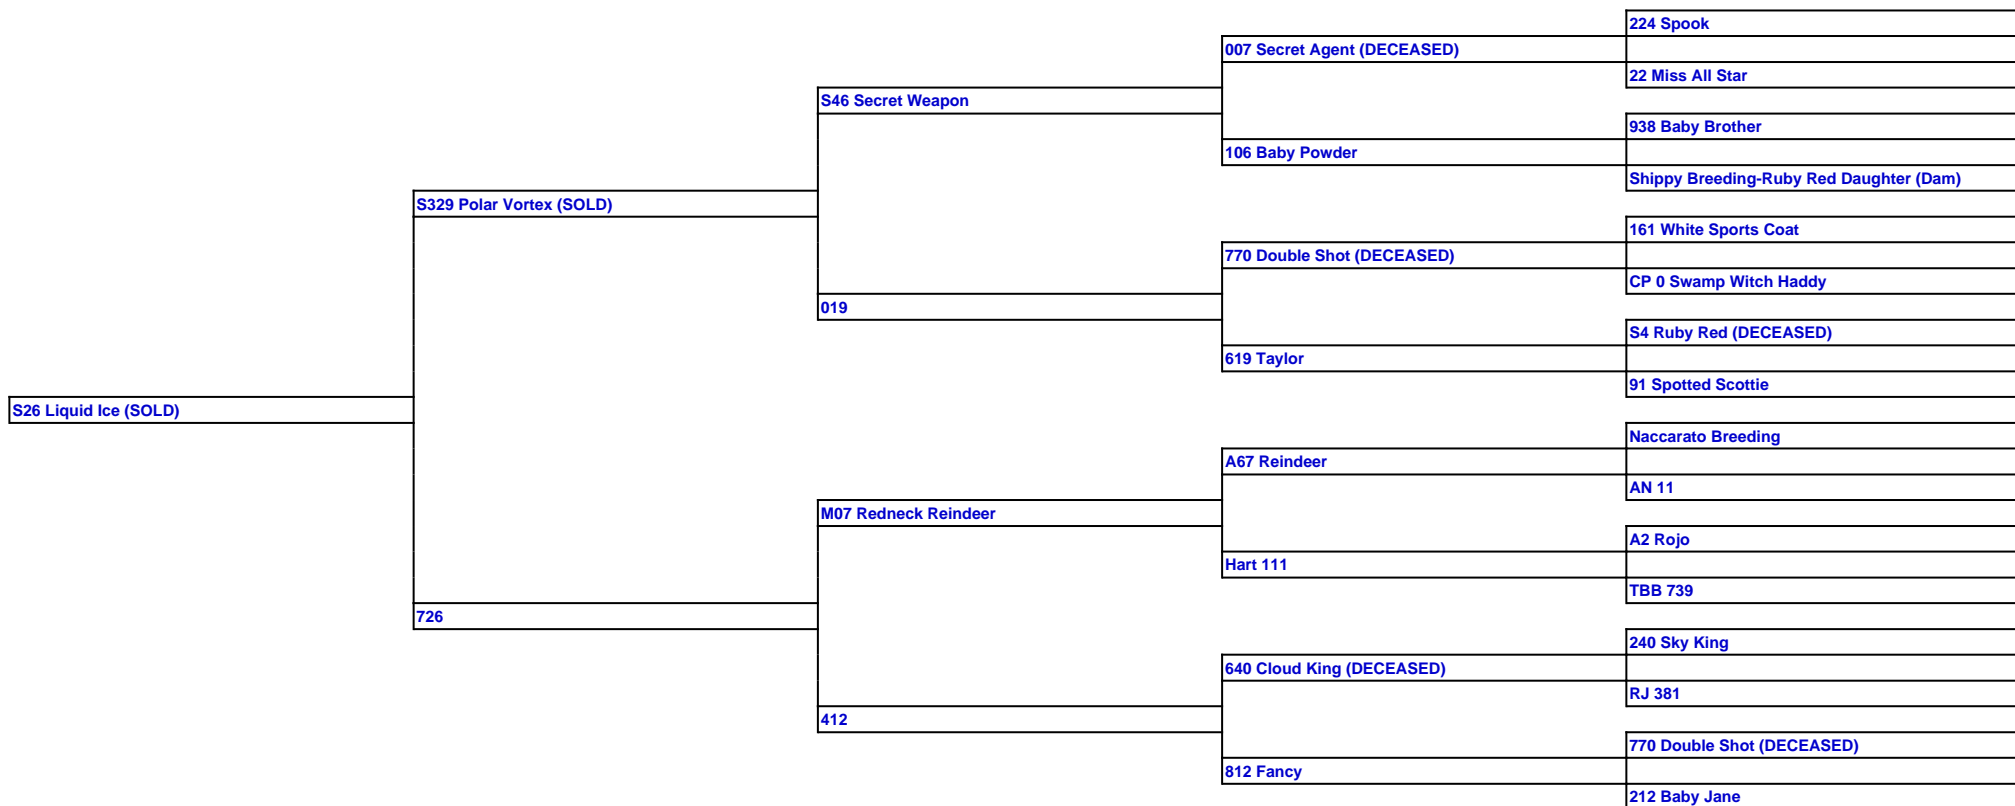 224 Spook
007 Secret Agent (DECEASED)
22 Miss All Star
S46 Secret Weapon
938 Baby Brother
106 Baby Powder
Shippy Breeding-Ruby Red Daughter (Dam)
S329 Polar Vortex (SOLD)
161 White Sports Coat
770 Double Shot (DECEASED)
CP 0 Swamp Witch Haddy
019
S4 Ruby Red (DECEASED)
619 Taylor
91 Spotted Scottie
S26 Liquid Ice (SOLD)
Naccarato Breeding
A67 Reindeer
AN 11
M07 Redneck Reindeer
A2 Rojo
Hart 111
TBB 739
726
240 Sky King
640 Cloud King (DECEASED)
RJ 381
412
770 Double Shot (DECEASED)
812 Fancy
212 Baby Jane